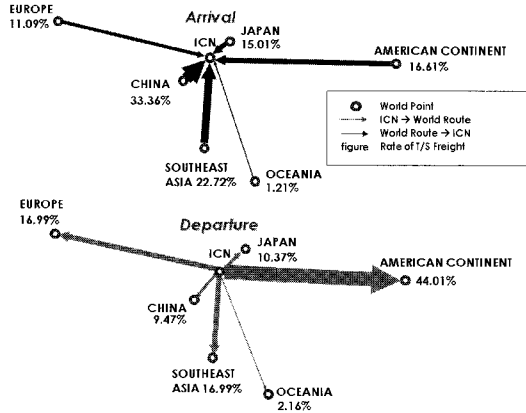 EUROPE
11.09%
Arrival
ICN
JAPAN
15.01%
AMERICAN CONTINENT
16.61%
CHINA
33.36%
SOUTHEAST
ASIA 22.72%
OCEANIA
1.21%
World Point
ICN → World Route
World Route → ICN
figure Rate of T/S Freight
EUROPE
16.99%
Departure
ICN
JAPAN
10.37%
AMERICAN CONTINENT
44.01%
CHINA
9.47%
SOUTHEAST
ASIA 16.99%
OCEANIA
2.16%